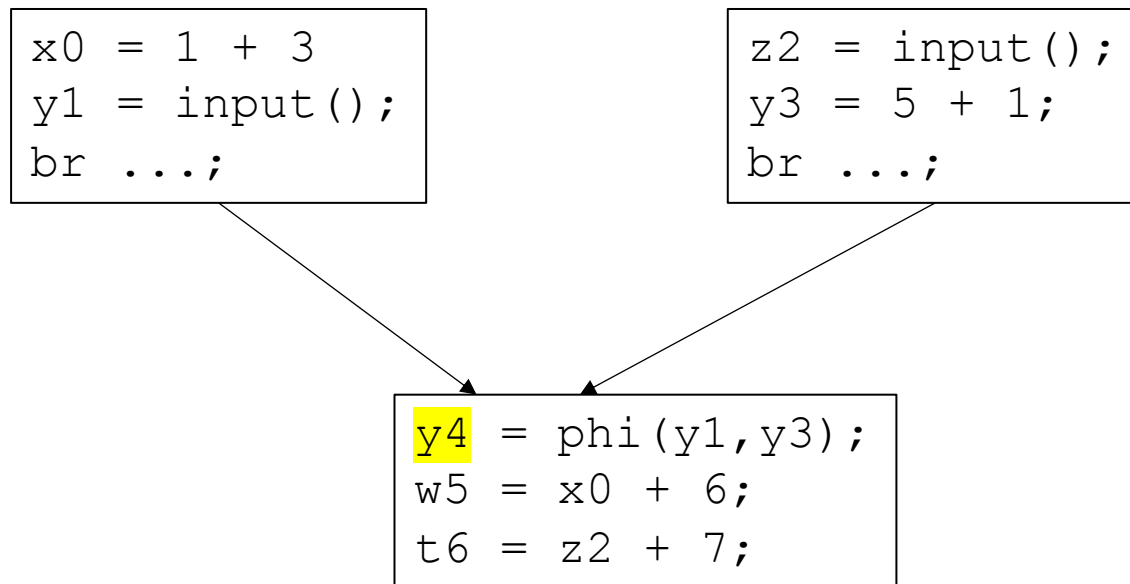 x0 = 1 + 3
y1 = input();
br ...;
z2 = input();
y3 = 5 + 1;
br ...;
y4 = phi(y1,y3);
w5 = x0 + 6;
t6 = z2 + 7;